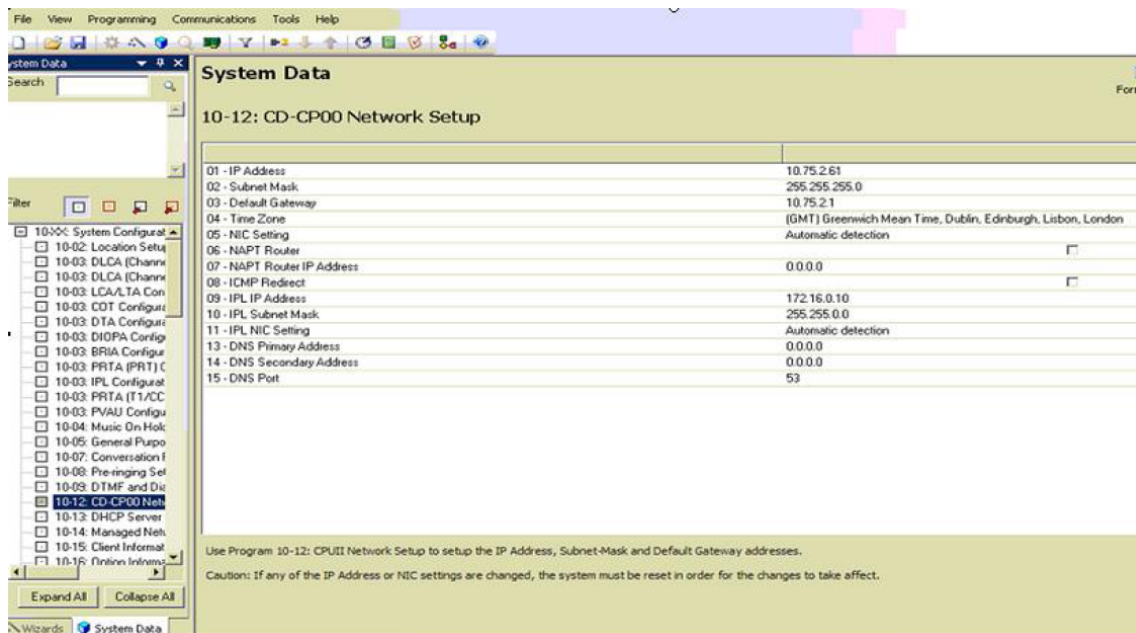 File View Programming Communications Tools Help
ystem Data
Search
Filter
10-XX: System Configurat
10-02: Location Setu
10-03: DLCA (Channe
10-03: DLCA (Channe
10-03: LCA/LTA Con
10-03: COT Configura
10-03: DTA Configura
10-03: DIOPA Config
10-03: BRIA Configur
10-03: PRTA (PRT) C
10-03: IPL Configurat
10-03: PRTA (T1/CC
10-03: PVAU Configu
10-04: Music On Hold
10-05: General Purpo
10-07: Conversation F
10-08: Pre-ringing Set
10-09: DTMF and Dia
10-12: CD-CP00 Netw
10-13: DHCP Server
10-14: Managed Netw
10-15: Client Informat
10-16: Option Informa
Expand All Collapse All
Wizards System Data
System Data
Form
10-12: CD-CP00 Network Setup
01 - IP Address 10.75.2.61
02 - Subnet Mask 255.255.255.0
03 - Default Gateway 10.75.2.1
04 - Time Zone (GMT) Greenwich Mean Time, Dublin, Edinburgh, Lisbon, London
05 - NIC Setting Automatic detection
06 - NAPT Router
07 - NAPT Router IP Address 0.0.0.0
08 - ICMP Redirect
09 - IPL IP Address 172.16.0.10
10 - IPL Subnet Mask 255.255.0.0
11 - IPL NIC Setting Automatic detection
13 - DNS Primary Address 0.0.0.0
14 - DNS Secondary Address 0.0.0.0
15 - DNS Port 53
Use Program 10-12: CPUII Network Setup to setup the IP Address, Subnet-Mask and Default Gateway addresses.
Caution: If any of the IP Address or NIC settings are changed, the system must be reset in order for the changes to take affect.